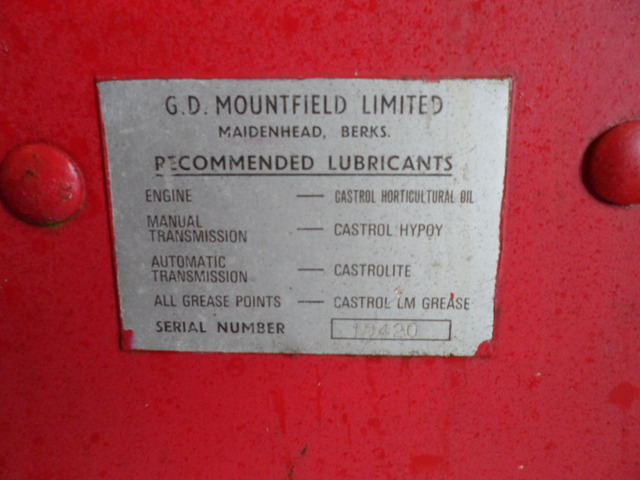 G.D. MOUNTFIELD LIMITED
MAIDENHEAD, BERKS.
RECOMMENDED LUBRICANTS
ENGINE — CASTROL HORTICULTURAL OIL
MANUAL
TRANSMISSION — CASTROL HYPOY
AUTOMATIC
TRANSMISSION — CASTROLITE
ALL GREASE POINTS — CASTROL LM GREASE
SERIAL NUMBER